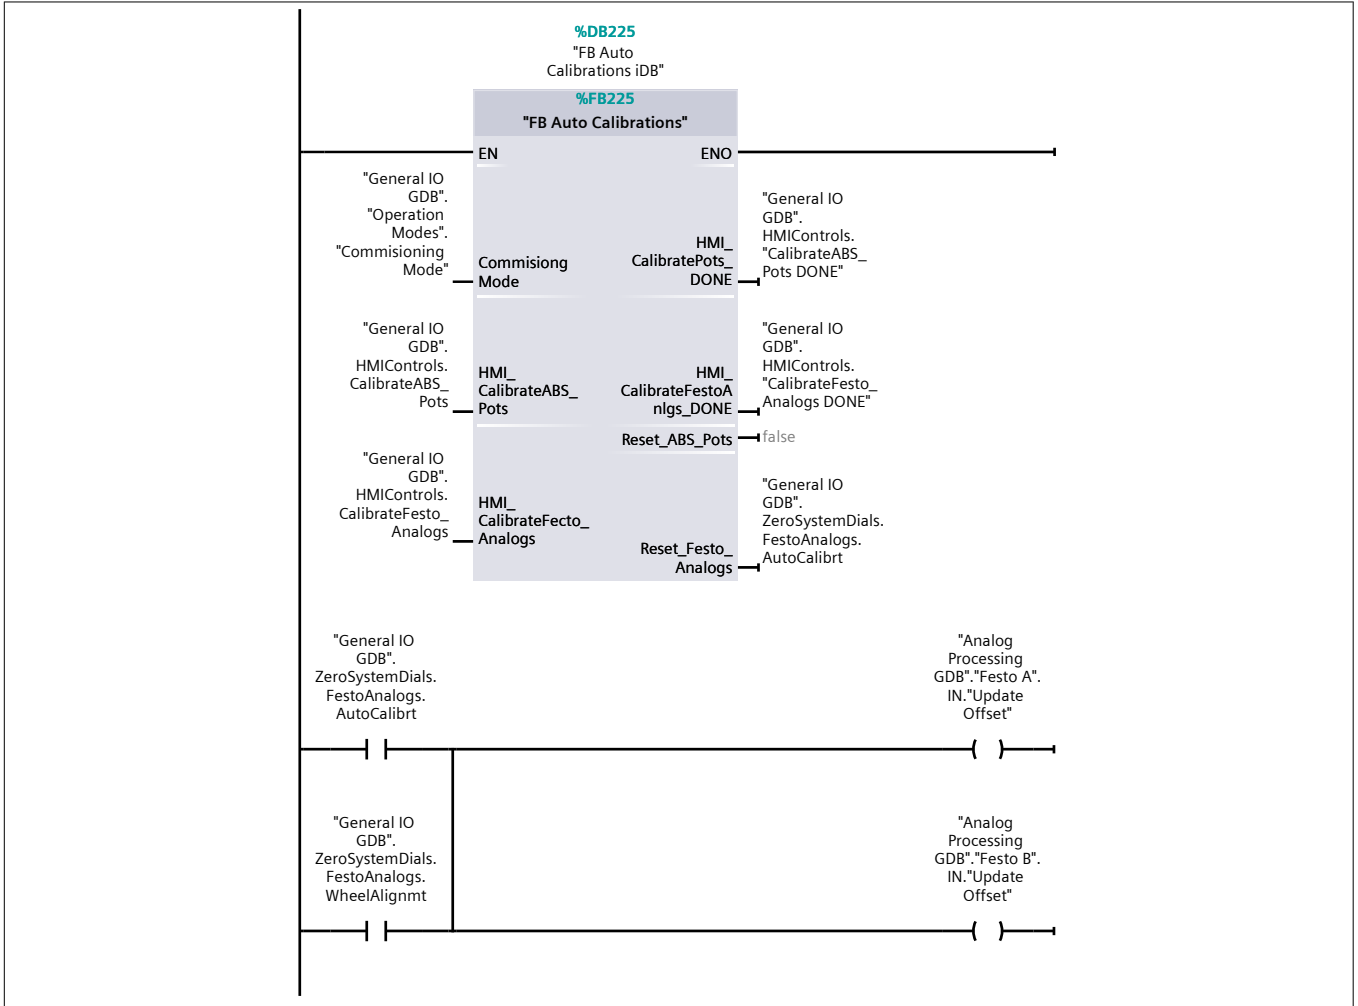 %DB225
"FB Auto
Calibrations iDB"
%FB225
"FB Auto Calibrations"
EN
ENO
"General IO
GDB".
"Operation
Modes".
"Commisioning
Mode"
Commisiong
Mode
HMI_
CalibratePots_
DONE
"General IO
GDB".
HMIControls.
"CalibrateABS_
Pots DONE"
"General IO
GDB".
HMIControls.
CalibrateABS_
Pots
HMI_
CalibrateABS_
Pots
HMI_
CalibrateFestoA
nlgs_DONE
"General IO
GDB".
HMIControls.
"CalibrateFesto_
Analogs DONE"
Reset_ABS_Pots
false
"General IO
GDB".
HMIControls.
CalibrateFesto_
Analogs
HMI_
CalibrateFecto_
Analogs
Reset_Festo_
Analogs
"General IO
GDB".
ZeroSystemDials.
FestoAnalogs.
AutoCalibrt
"General IO
GDB".
ZeroSystemDials.
FestoAnalogs.
AutoCalibrt
"Analog
Processing
GDB"."Festo A".
IN."Update
Offset"
"General IO
GDB".
ZeroSystemDials.
FestoAnalogs.
WheelAlignmt
"Analog
Processing
GDB"."Festo B".
IN."Update
Offset"